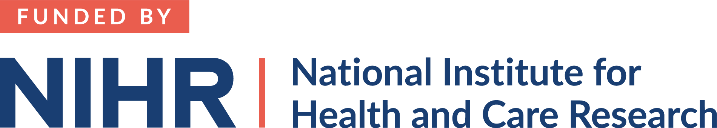 FUNDED BY
NIHR
National Institute for
Health and Care Research